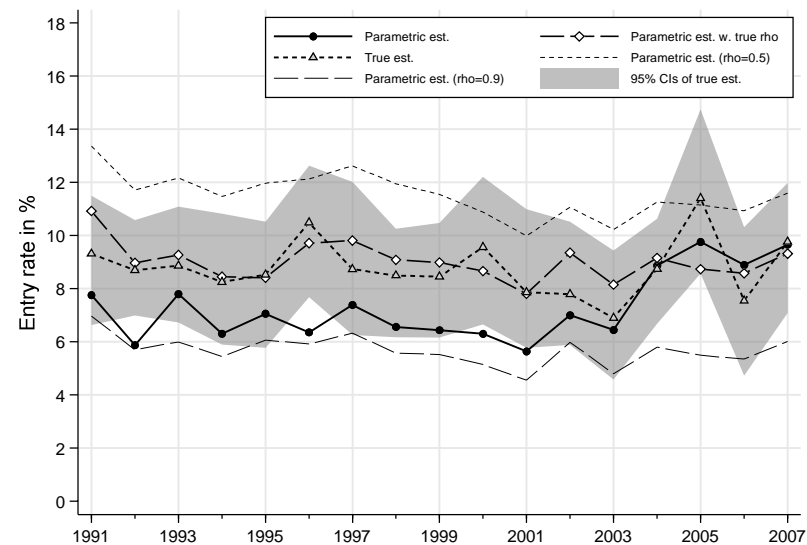 Parametric est.
Parametric est. w. true rho
True est.
Parametric est. (rho=0.5)
Parametric est. (rho=0.9)
95% CIs of true est.
Entry rate in %
18
16
14
12
10
8
6
4
2
0
1991 1993 1995 1997 1999 2001 2003 2005 2007